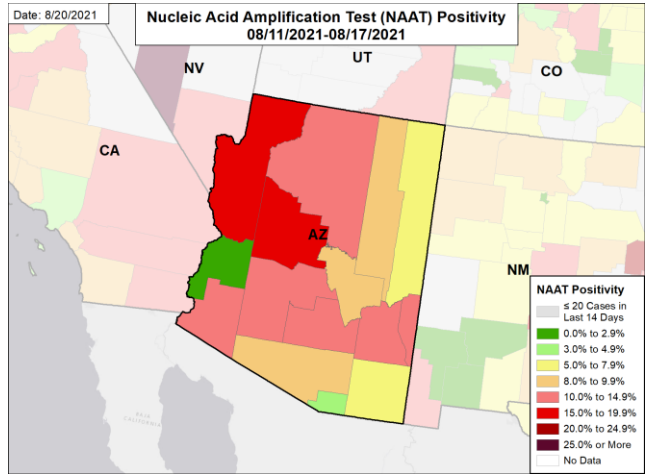 Date: 8/20/2021
Nucleic Acid Amplification Test (NAAT) Positivity
08/11/2021-08/17/2021
UT
NV
CO
CA
AZ
NM
BAJA
CALIFORNIA
NAAT Positivity
≤ 20 Cases in
Last 14 Days
0.0% to 2.9%
3.0% to 4.9%
5.0% to 7.9%
8.0% to 9.9%
10.0% to 14.9%
15.0% to 19.9%
20.0% to 24.9%
25.0% or More
No Data